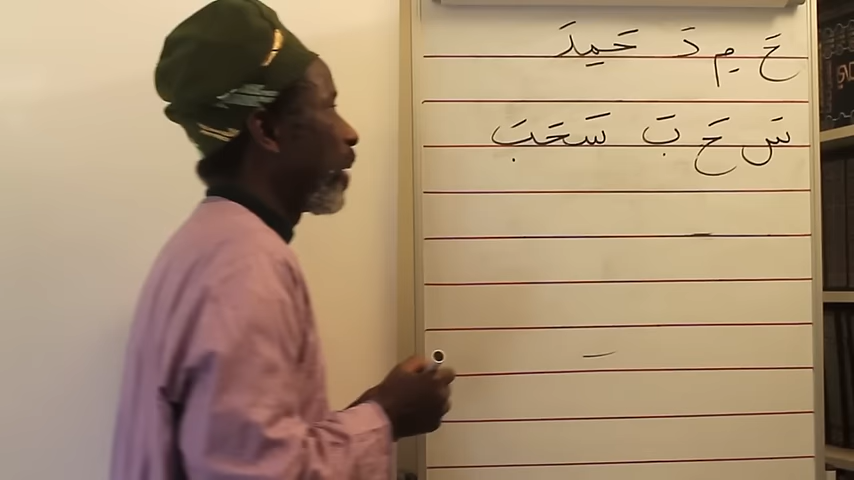 حَ مِ دَ حَمِدَ
سَ حَ بَ سَحَبَ